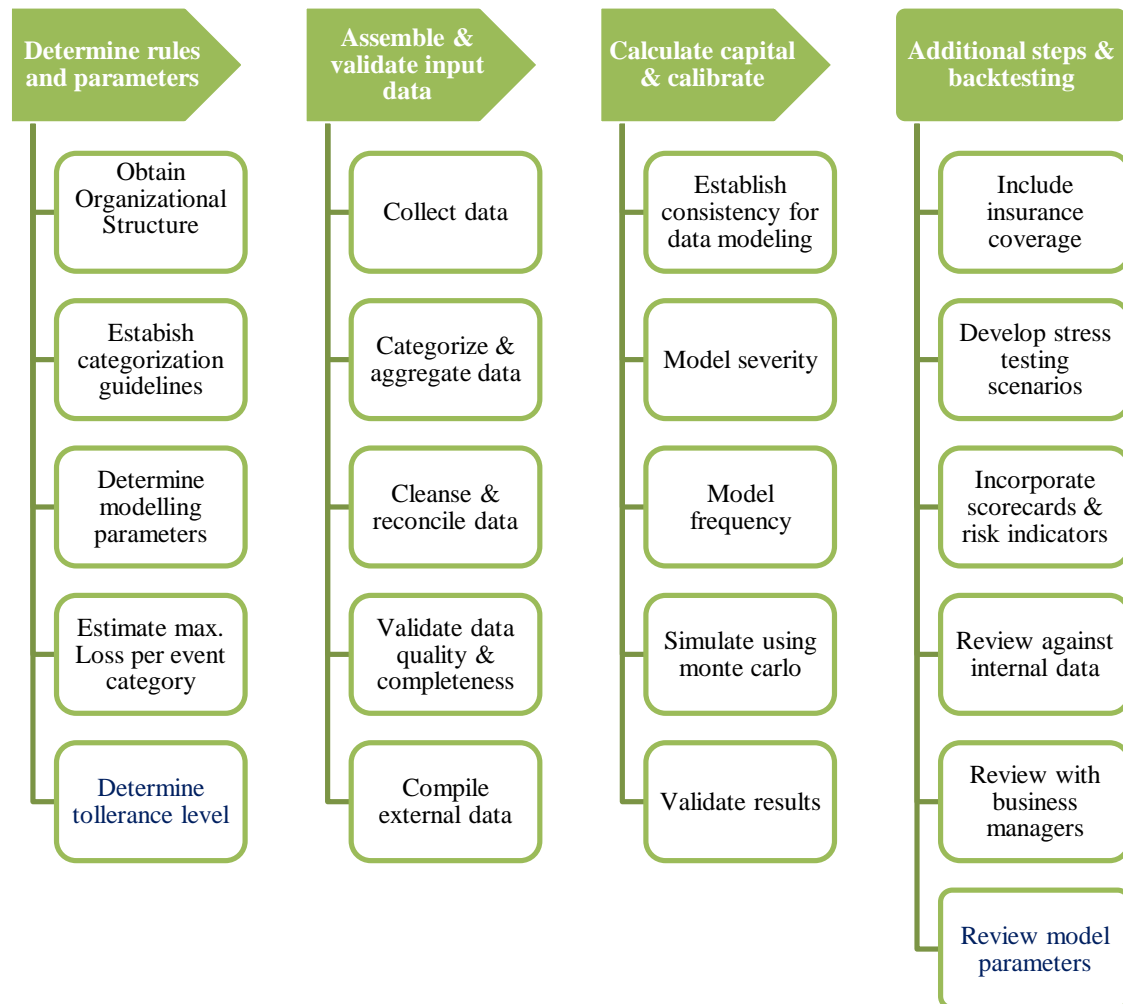 Determine rules
and parameters
Obtain
Organizational
Structure
Estabish
categorization
guidelines
Determine
modelling
parameters
Estimate max.
Loss per event
category
Determine
tollerance level
Assemble &
validate input
data
Collect data
Categorize &
aggregate data
Cleanse &
reconcile data
Validate data
quality &
completeness
Compile
external data
Calculate capital
& calibrate
Establish
consistency for
data modeling
Model severity
Model
frequency
Simulate using
monte carlo
Validate results
Additional steps &
backtesting
Include
insurance
coverage
Develop stress
testing
scenarios
Incorporate
scorecards &
risk indicators
Review against
internal data
Review with
business
managers
Review model
parameters